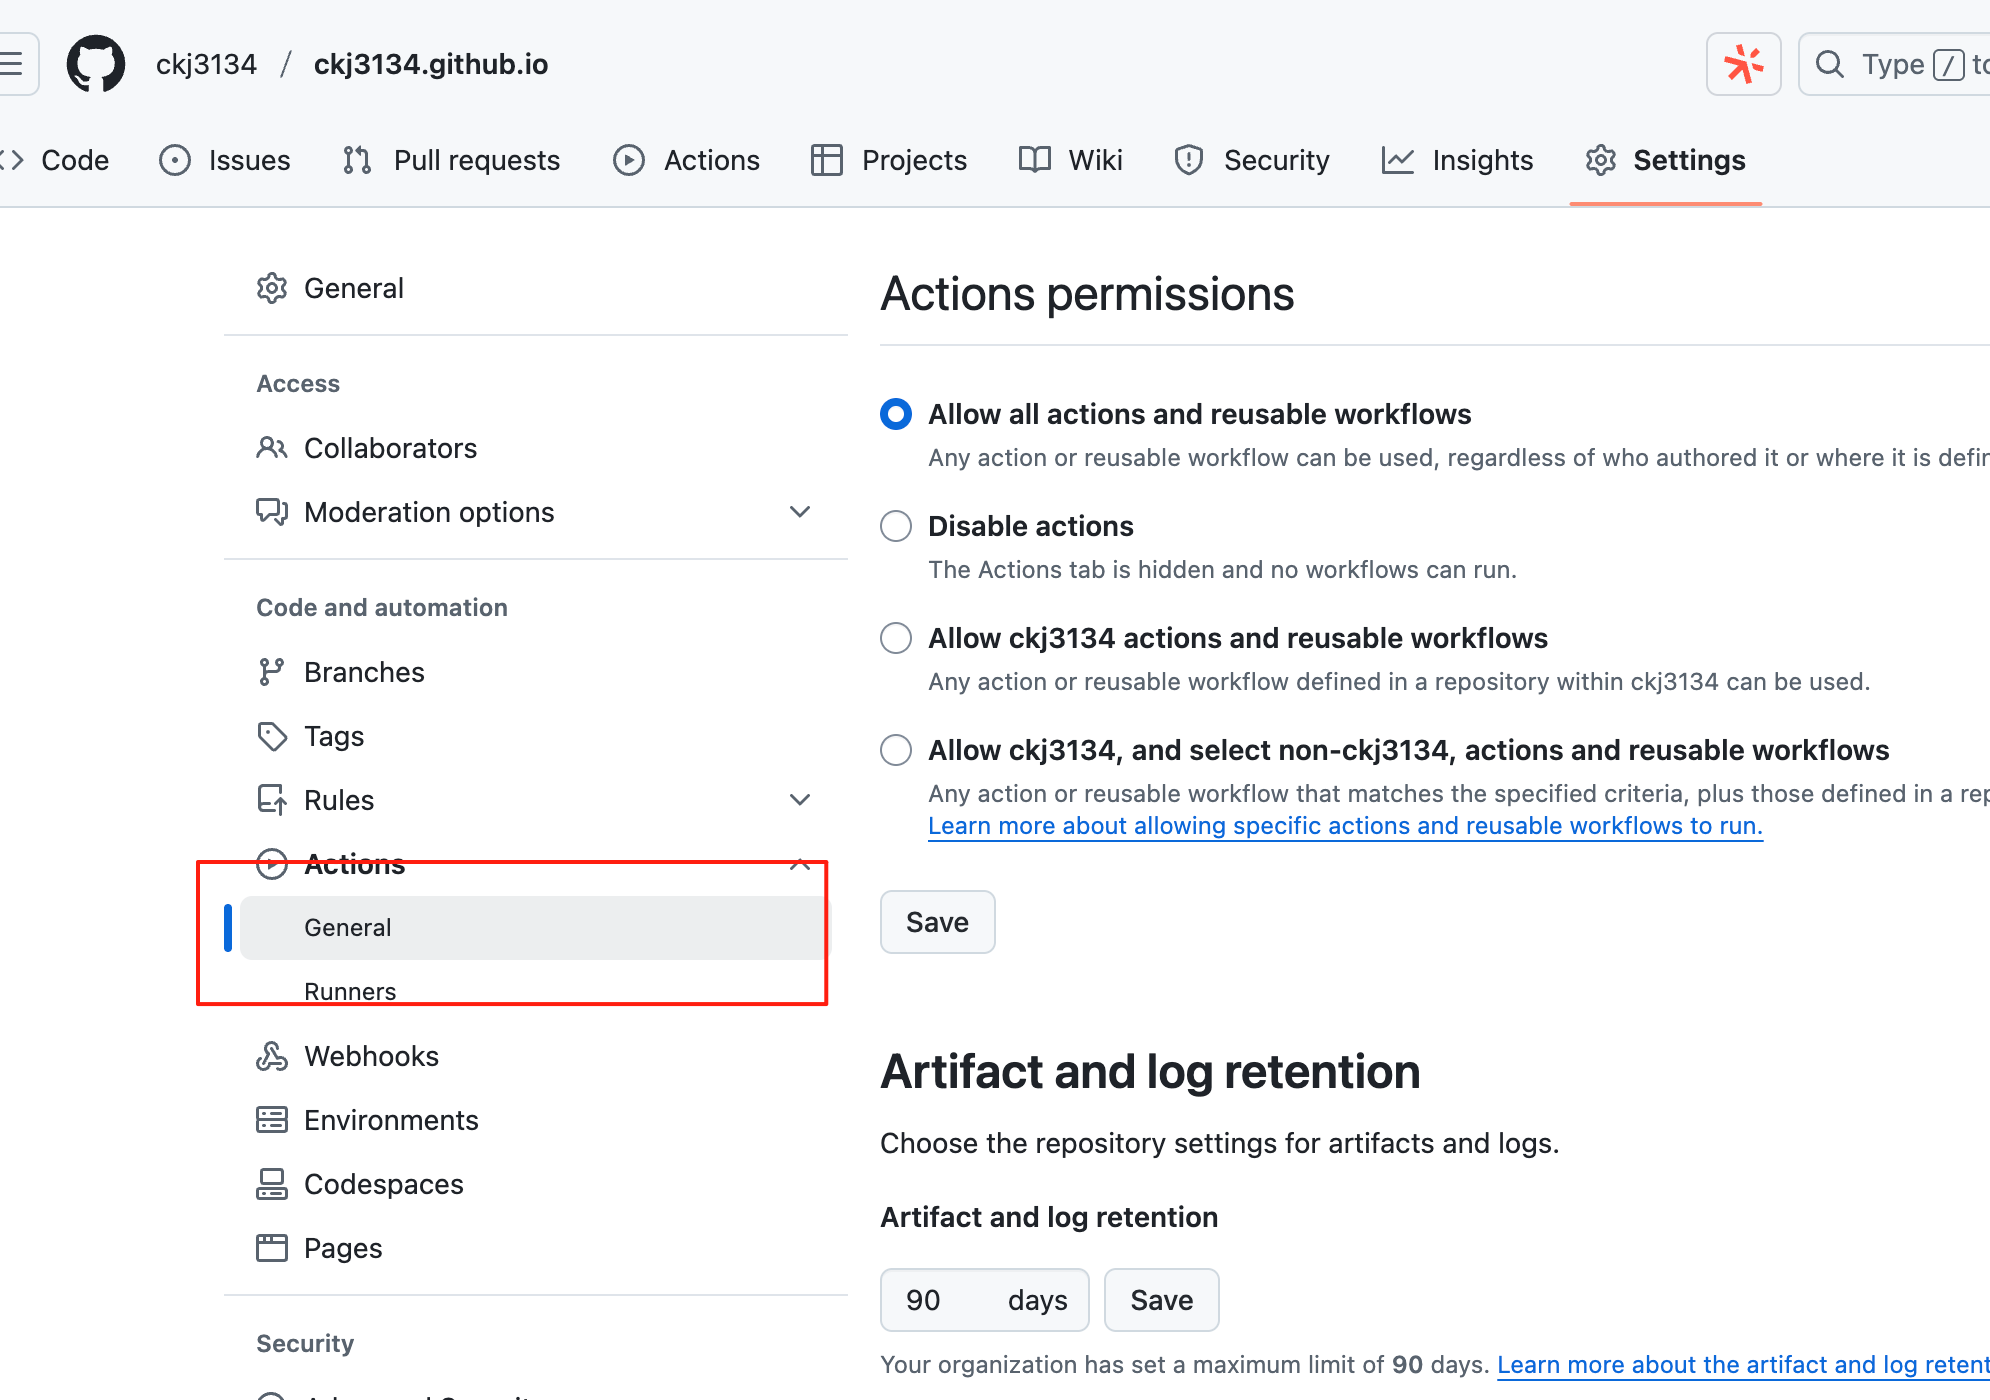 ckj3134 / ckj3134.github.io
Type / to
Code Issues Pull requests Actions Projects Wiki Security Insights Settings
General
Access
Collaborators
Moderation options
Code and automation
Branches
Tags
Rules
Actions
General
Runners
Webhooks
Environments
Codespaces
Pages
Security
Actions permissions
Allow all actions and reusable workflows
Any action or reusable workflow can be used, regardless of who authored it or where it is
Disable actions
The Actions tab is hidden and no workflows can run.
Allow ckj3134 actions and reusable workflows
Any action or reusable workflow defined in a repository within ckj3134 can be used.
Allow ckj3134, and select non-ckj3134, actions and reusable workflows
Any action or reusable workflow that matches the specified criteria, plus those defined in a
Learn more about allowing specific actions and reusable workflows to run.
Save
Artifact and log retention
Choose the repository settings for artifacts and logs.
Artifact and log retention
90 days Save
Your organization has set a maximum limit of 90 days. Learn more about the artifact and log